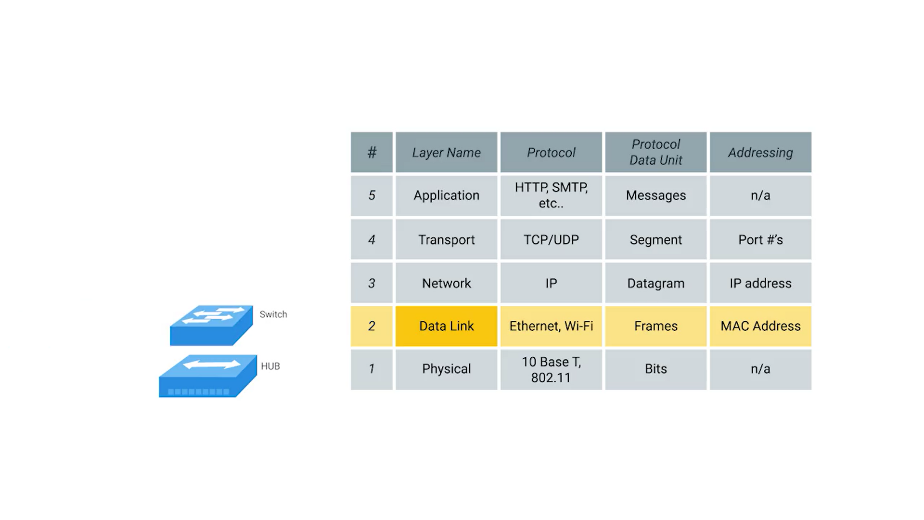 # Layer Name Protocol Protocol Data Unit Addressing
5 Application HTTP, SMTP, etc.. Messages n/a
4 Transport TCP/UDP Segment Port #'s
3 Network IP Datagram IP address
Switch
2 Data Link Ethernet, Wi-Fi Frames MAC Address
HUB
1 Physical 10 Base T, 802.11 Bits n/a